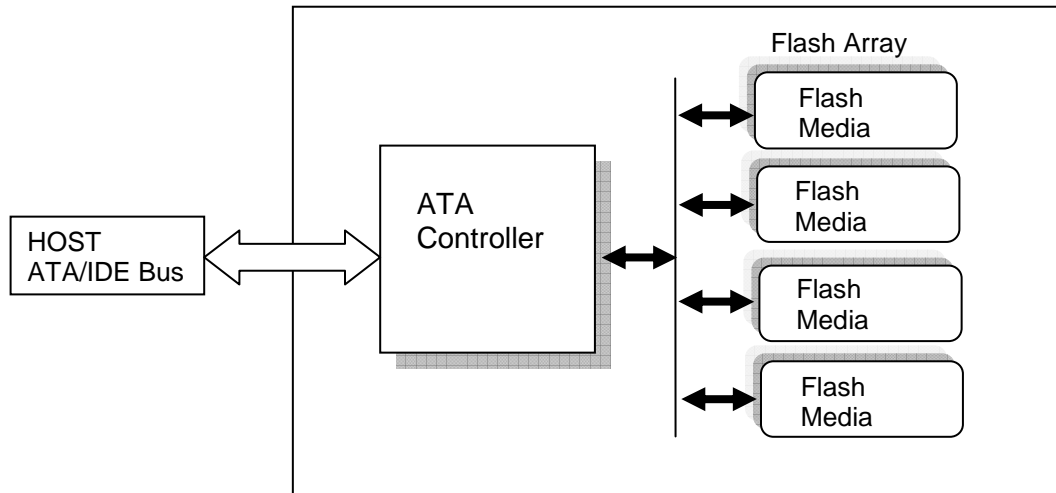 Flash Array
Flash
Media
Flash
Media
ATA
Controller
HOST
ATA/IDE Bus
Flash
Media
Flash
Media